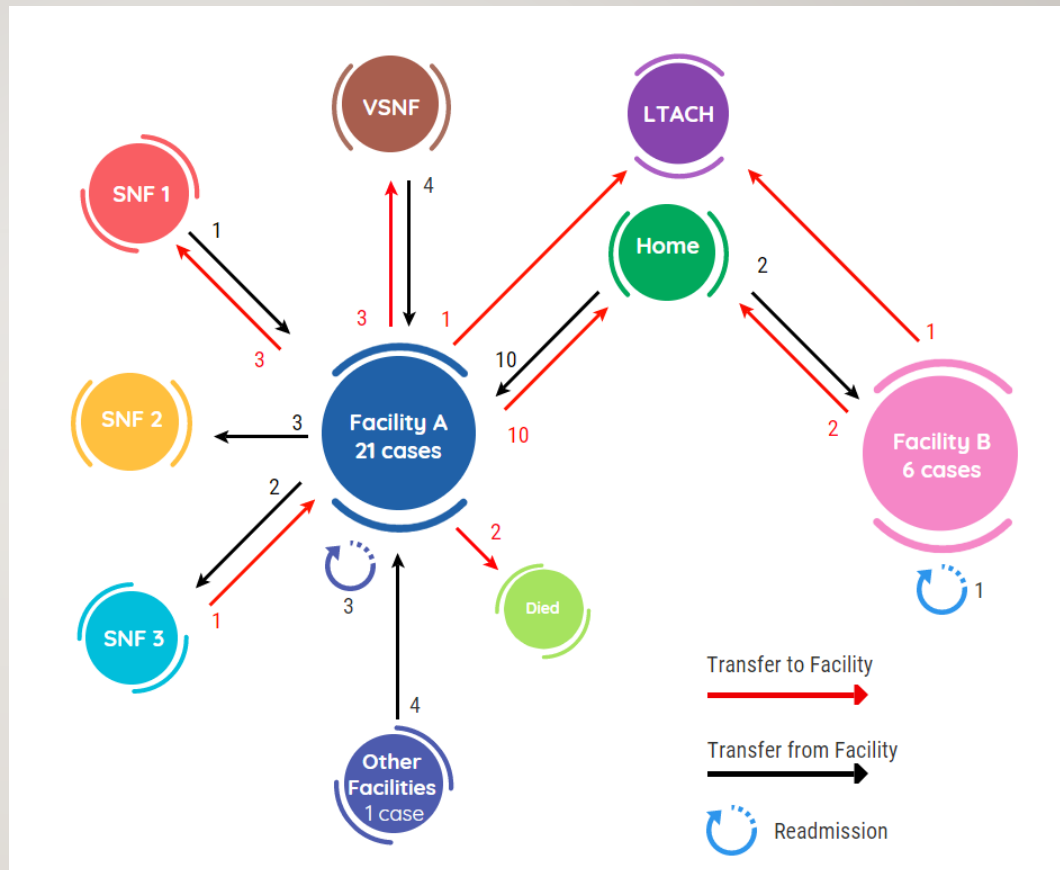 VSNF
LTACH
SNF 1
4
1
Home
2
3
1
3
10
1
SNF 2
3
Facility A
21 cases
10
2
Facility B
6 cases
2
2
3
1
1
SNF 3
Died
Transfer to Facility
4
Transfer from Facility
Other
Facilities
1 case
Readmission